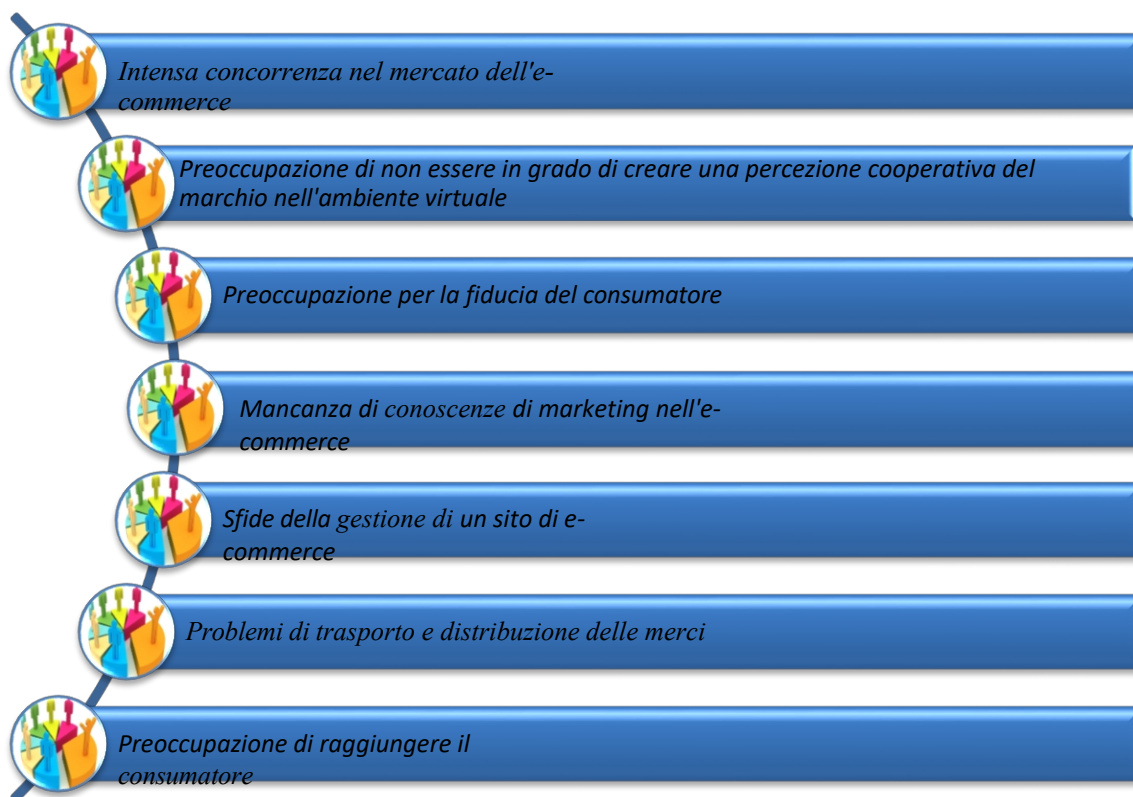 Intensa concorrenza nel mercato dell'e-
commerce
Preoccupazione di non essere in grado di creare una percezione cooperativa del
marchio nell'ambiente virtuale
Preoccupazione per la fiducia del consumatore
Mancanza di conoscenze di marketing nell'e-
commerce
Sfide della gestione di un sito di e-
commerce
Problemi di trasporto e distribuzione delle merci
Preoccupazione di raggiungere il
consumatore